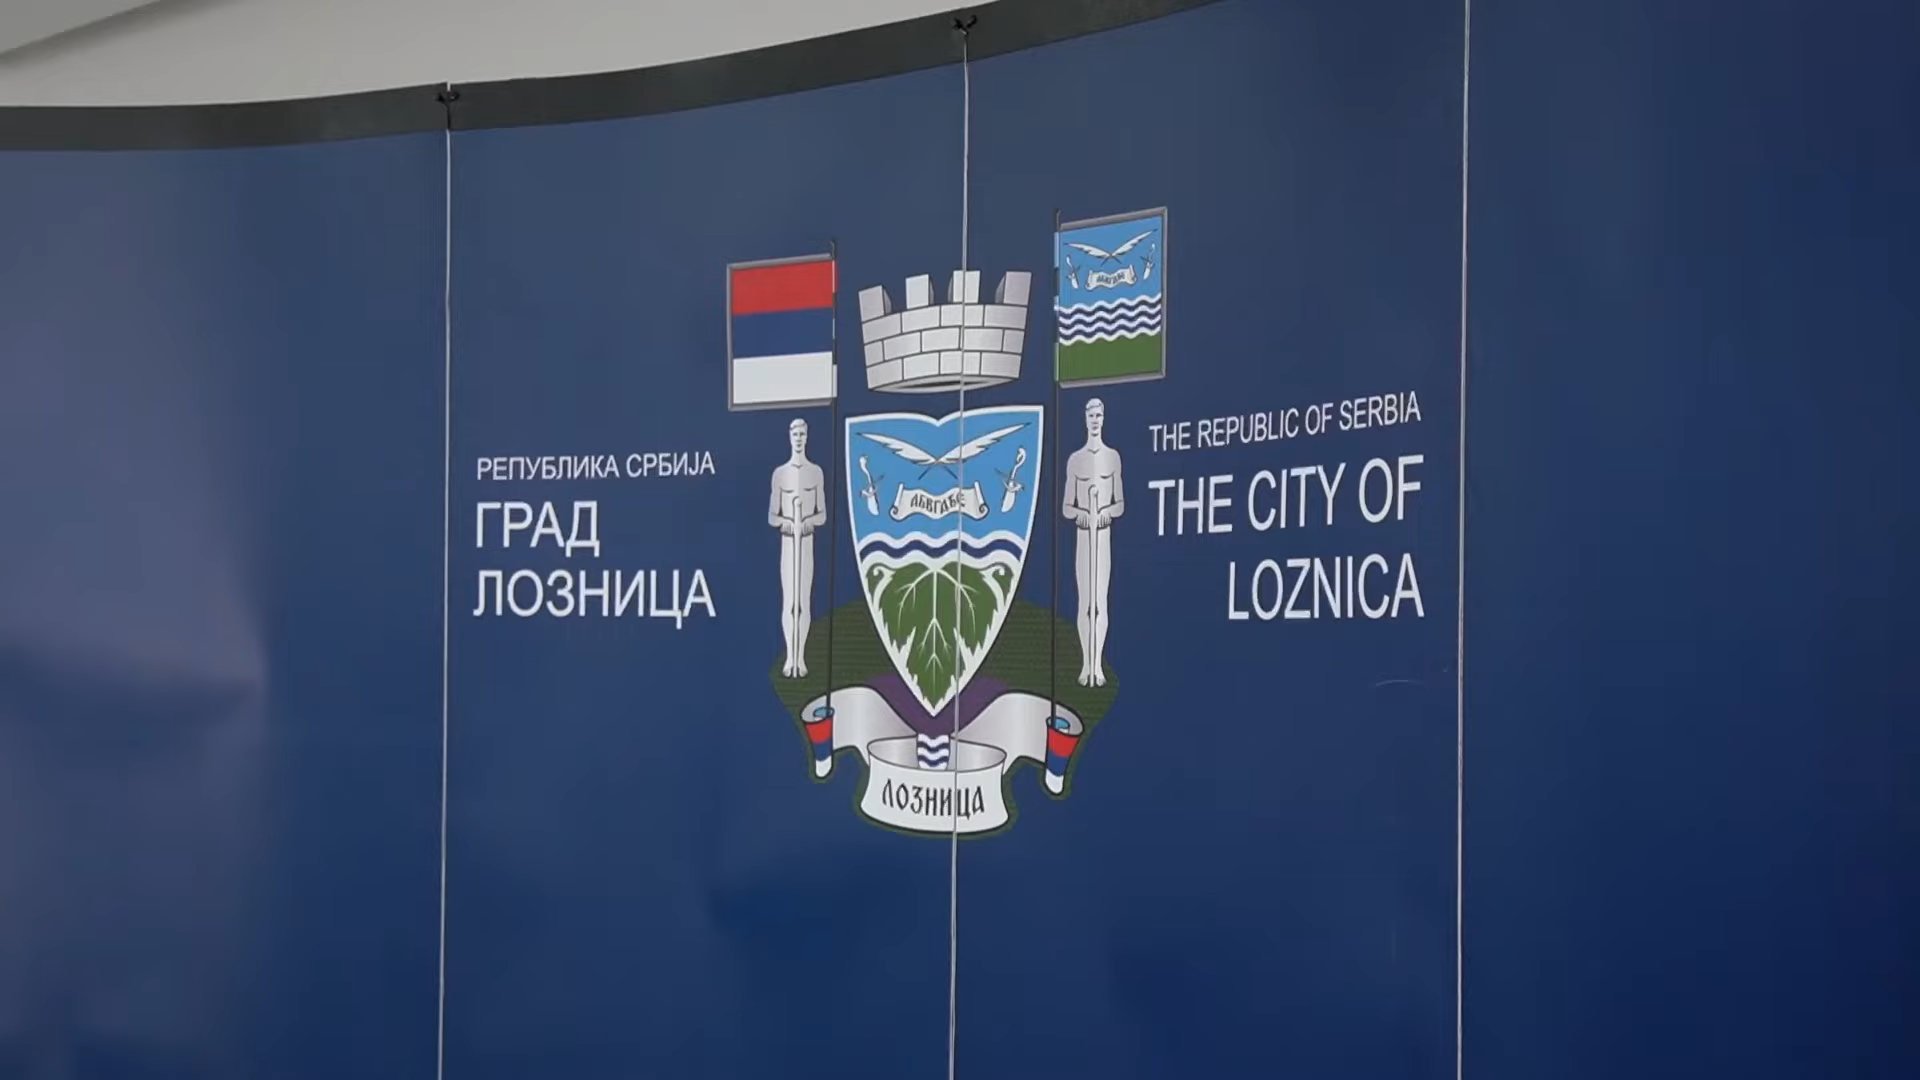 РЕПУБЛИКА СРБИЈА
ГРАД
ЛОЗНИЦА
THE REPUBLIC OF SERBIA
THE CITY OF
LOZNICA
АБВГДЂЕ
ЛОЗНИЦА